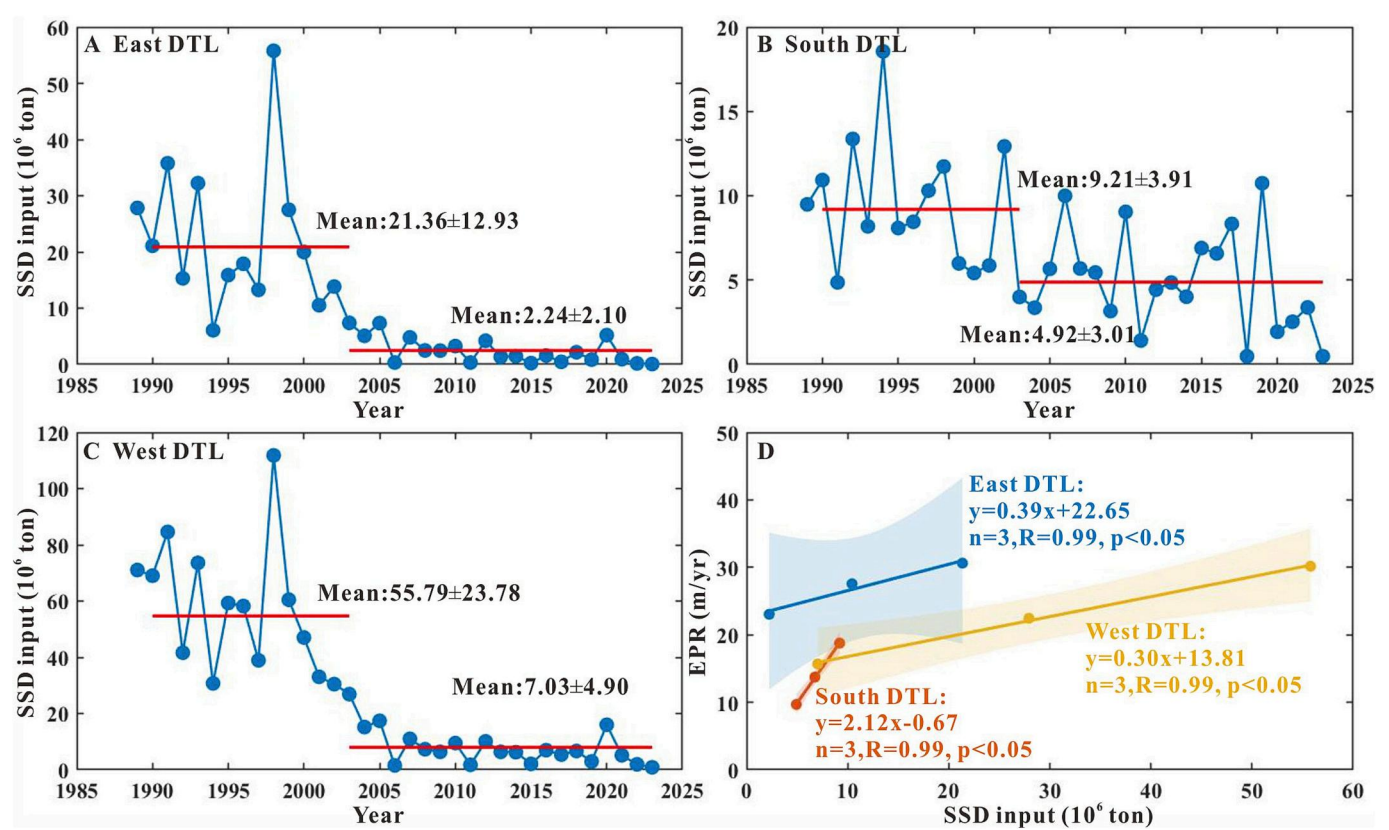 A East DTL
SSD input (10⁶ ton)
60
50
40
30
20
10
0
Mean:21.36±12.93
Mean:2.24±2.10
1985 1990 1995 2000 2005 2010 2015 2020 2025
Year
B South DTL
SSD input (10⁶ ton)
20
15
10
5
0
Mean:9.21±3.91
Mean:4.92±3.01
1985 1990 1995 2000 2005 2010 2015 2020 2025
Year
C West DTL
SSD input (10⁶ ton)
120
100
80
60
40
20
0
Mean:55.79±23.78
Mean:7.03±4.90
1985 1990 1995 2000 2005 2010 2015 2020 2025
Year
D
EPR (m/yr)
50
40
30
20
10
0
East DTL:
y=0.39x+22.65
n=3,R=0.99, p<0.05
West DTL:
y=0.30x+13.81
n=3,R=0.99, p<0.05
South DTL:
y=2.12x-0.67
n=3,R=0.99, p<0.05
0 10 20 30 40 50 60
SSD input (10⁶ ton)